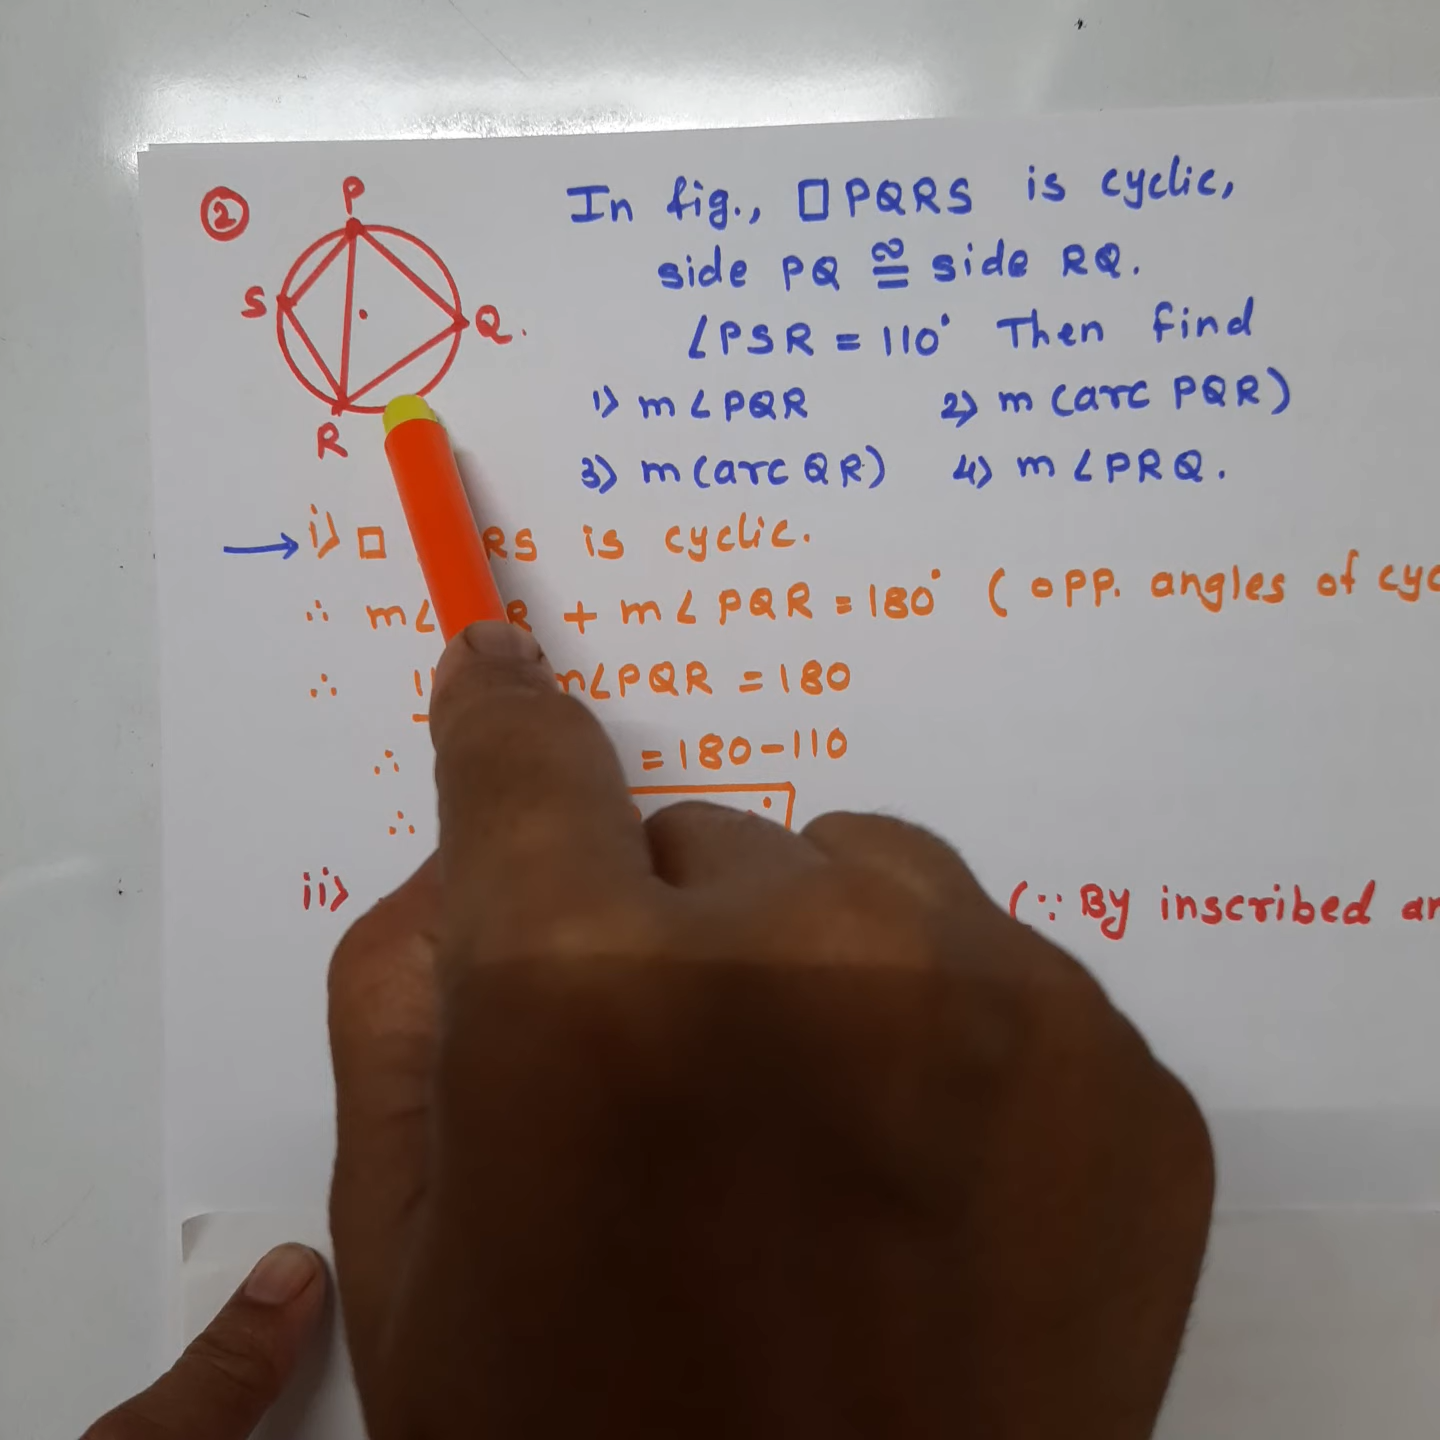 2
P
S
Q.
R
In fig., □PQRS is cyclic,
side PQ ≅ side RQ.
∠PSR = 110° Then find
1) m∠PQR 2) m(arc PQR)
3) m(arc QR) 4) m∠PRQ.
→ i) □ RS is cyclic.
∴ m∠ R + m∠PQR = 180° (opp. angles of cyc
∴ m∠PQR = 180
∴ = 180-110
∴
ii) (∵ By inscribed an